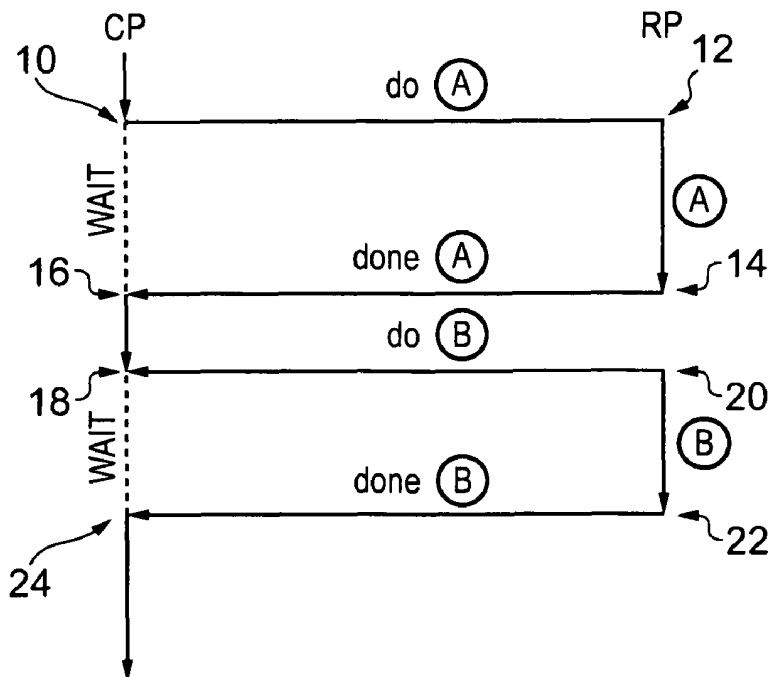 CP RP
10 12
do A
WAIT A
done A
16 14
do B
18 20
WAIT B
done B
24 22